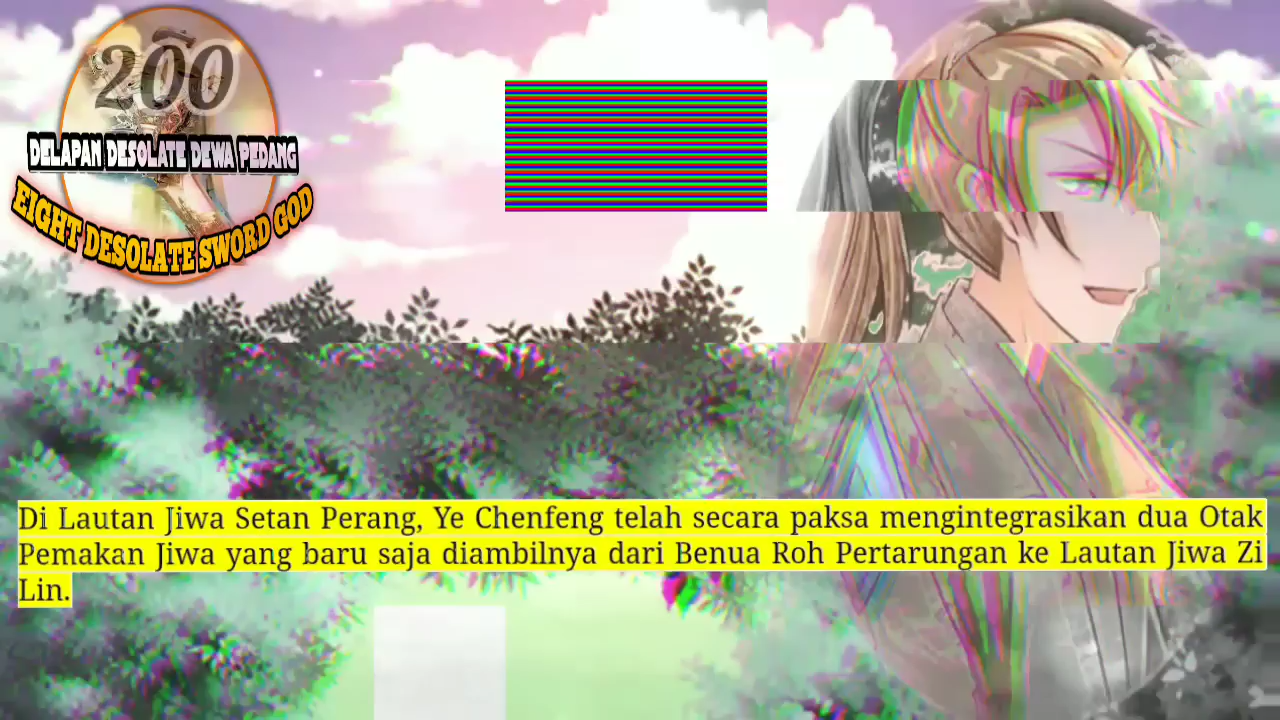 200
DELAPAN DESOLATE DEWA PEDANG
EIGHT DESOLATE SWORD GOD
Di Lautan Jiwa Setan Perang, Ye Chenfeng telah secara paksa mengintegrasikan dua Otak
Pemakan Jiwa yang baru saja diambilnya dari Benua Roh Pertarungan ke Lautan Jiwa Zi
Lin.